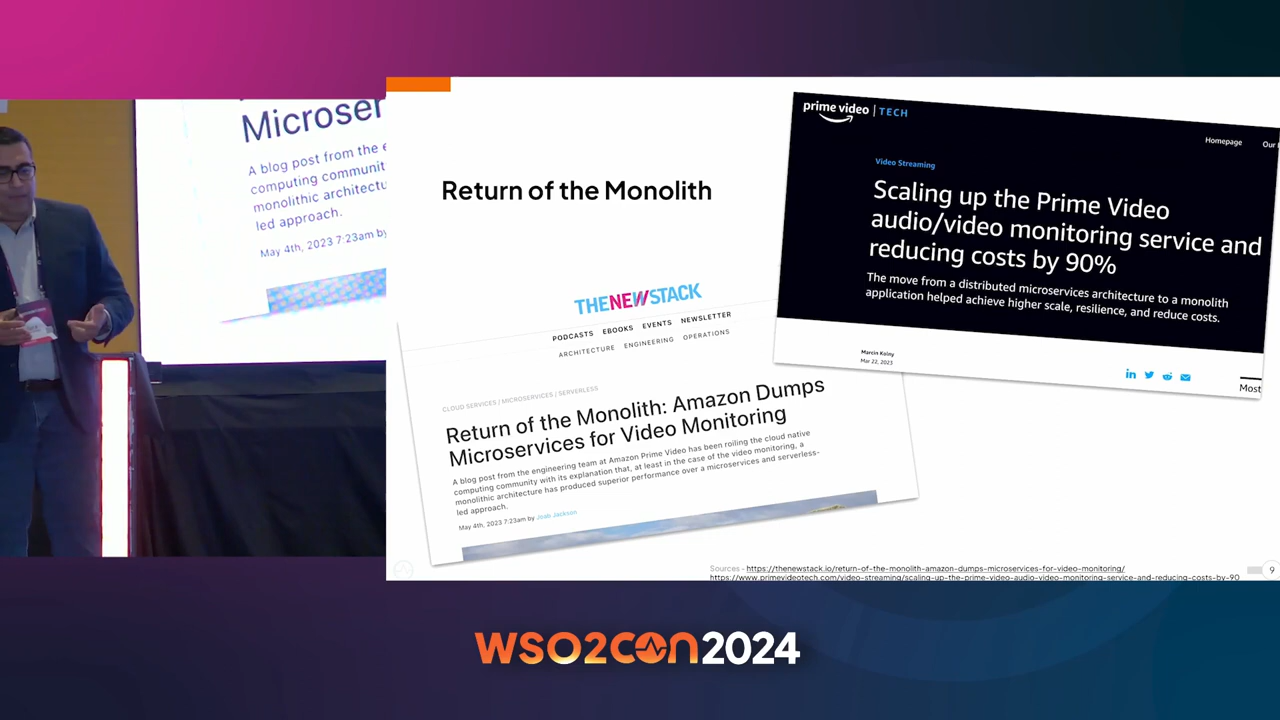 Microser
A blog post from the e
computing communit
monolithic architectu
led approach.
May 4th, 2023 7:23am by
Return of the Monolith
prime video | TECH
Homepage
Our
Video Streaming
Scaling up the Prime Video
audio/video monitoring service and
reducing costs by 90%
The move from a distributed microservices architecture to a monolith
application helped achieve higher scale, resilience, and reduce costs.
Marcin Kolny
Mar 22, 2023
Most
THENEWSTACK
PODCASTS EBOOKS EVENTS NEWSLETTER
ARCHITECTURE ENGINEERING OPERATIONS
CLOUD SERVICES / MICROSERVICES / SERVERLESS
Return of the Monolith: Amazon Dumps
Microservices for Video Monitoring
A blog post from the engineering team at Amazon Prime Video has been roiling the cloud native
computing community with its explanation that, at least in the case of the video monitoring, a
monolithic architecture has produced superior performance over a microservices and serverless-
led approach.
May 4th, 2023 7:23am by Joab Jackson
Sources - https://thenewstack.io/return-of-the-monolith-amazon-dumps-microservices-for-video-monitoring/
https://www.primevideotech.com/video-streaming/scaling-up-the-prime-video-audio-video-monitoring-service-and-reducing-costs-by-90
9
WSO2CON2024